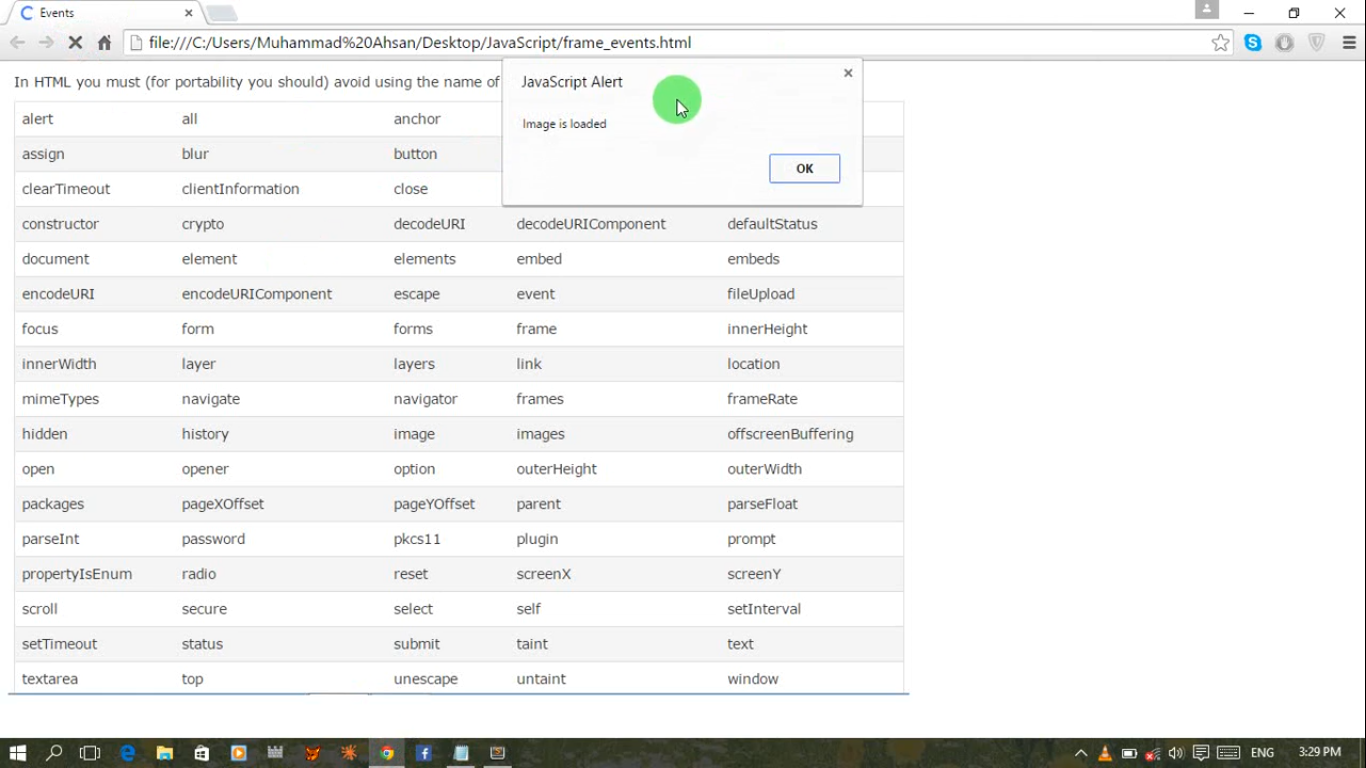 Events
file:///C:/Users/Muhammad%20Ahsan/Desktop/JavaScript/frame_events.html
In HTML you must (for portability you should) avoid using the name of
JavaScript Alert
Image is loaded
OK
alert all anchor
assign blur button
clearTimeout clientInformation close
constructor crypto decodeURI decodeURIComponent defaultStatus
document element elements embed embeds
encodeURI encodeURIComponent escape event fileUpload
focus form forms frame innerHeight
innerWidth layer layers link location
mimeTypes navigate navigator frames frameRate
hidden history image images offscreenBuffering
open opener option outerHeight outerWidth
packages pageXOffset pageYOffset parent parseFloat
parseInt password pkcs11 plugin prompt
propertyIsEnum radio reset screenX screenY
scroll secure select self setInterval
setTimeout status submit taint text
textarea top unescape untaint window
ENG 3:29 PM